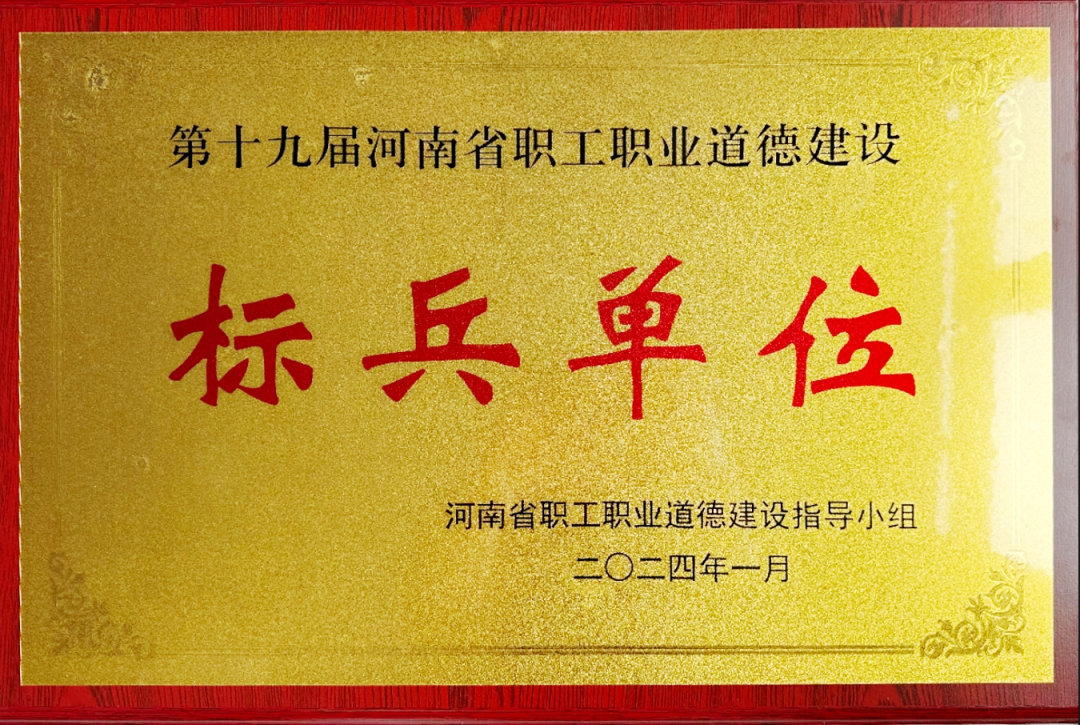 第十九届河南省职工职业道德建设
标兵单位
河南省职工职业道德建设指导小组
二〇二四年一月